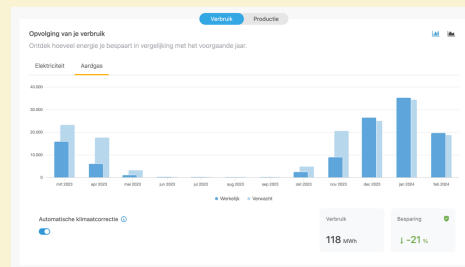 Verbruik Productie
Opvolging van je verbruik
Ontdek hoeveel energie je bespaart in vergelijking met het voorgaande jaar.
Elektriciteit Aardgas
40.000
30.000
20.000
10.000
0
mrt 2023 apr 2023 mei 2023 jun 2023 jul 2023 aug 2023 sep 2023 okt 2023 nov 2023 dec 2023 jan 2024 feb 2024
Werkelijk Verwacht
Automatische klimaatcorrectie
Verbruik Besparing
118 MWh ↓ -21 %